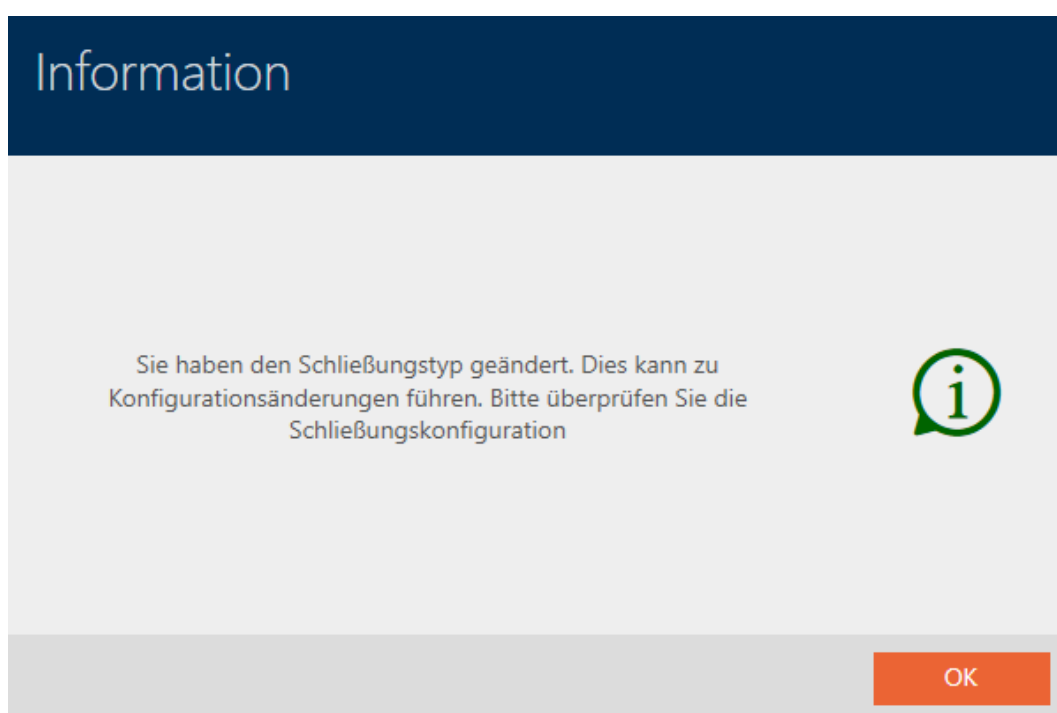 Information
Sie haben den Schließungstyp geändert. Dies kann zu
Konfigurationsänderungen führen. Bitte überprüfen Sie die
Schließungskonfiguration
i
OK